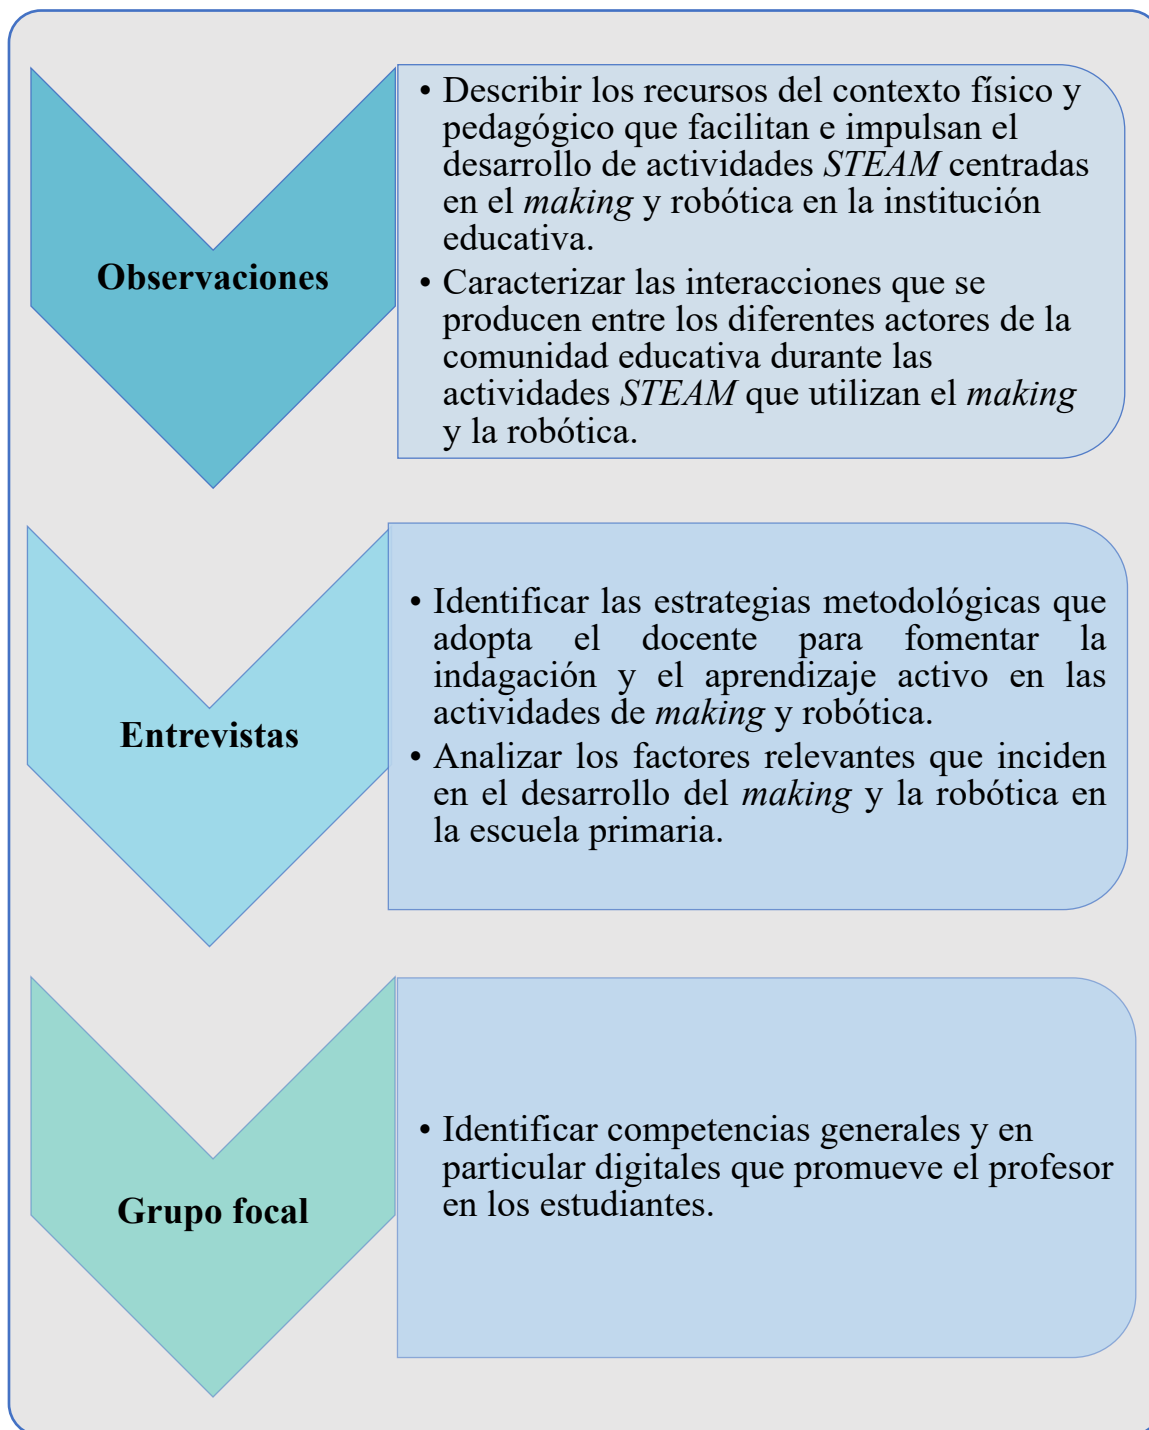 Observaciones
• Describir los recursos del contexto físico y
pedagógico que facilitan e impulsan el
desarrollo de actividades STEAM centradas
en el making y robótica en la institución
educativa.
• Caracterizar las interacciones que se
producen entre los diferentes actores de la
comunidad educativa durante las
actividades STEAM que utilizan el making
y la robótica.
Entrevistas
• Identificar las estrategias metodológicas que
adopta el docente para fomentar la
indagación y el aprendizaje activo en las
actividades de making y robótica.
• Analizar los factores relevantes que inciden
en el desarrollo del making y la robótica en
la escuela primaria.
Grupo focal
• Identificar competencias generales y en
particular digitales que promueve el profesor
en los estudiantes.